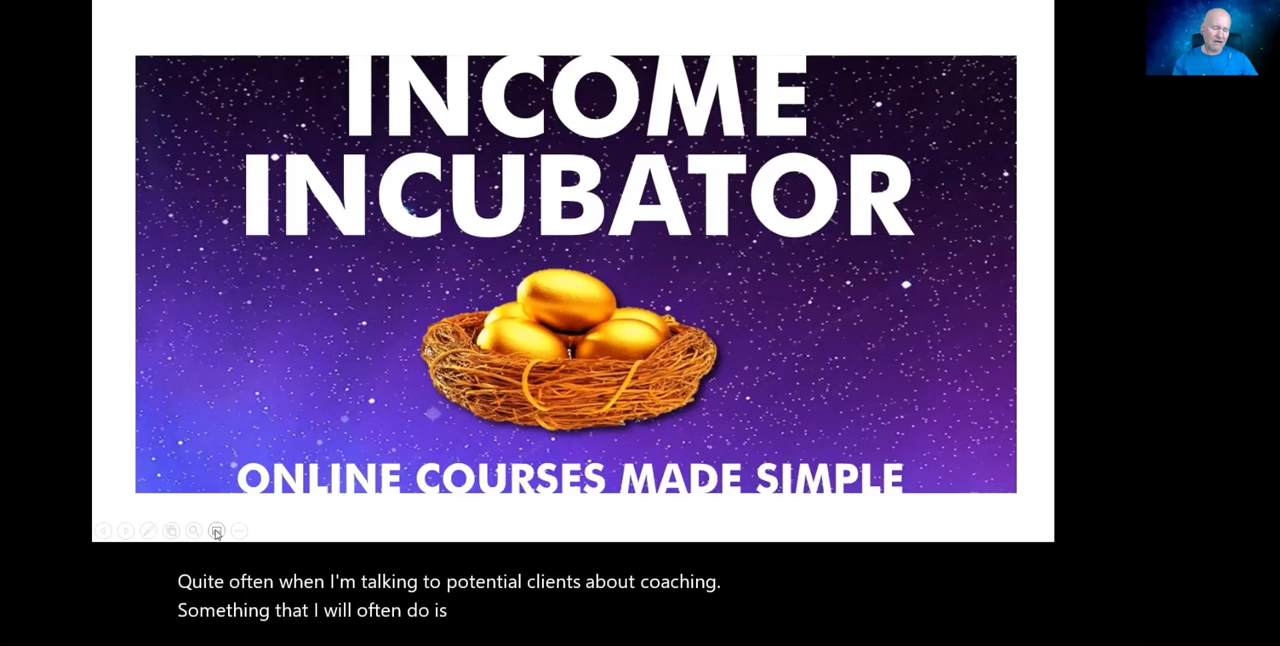 INCOME
INCUBATOR
ONLINE COURSES MADE SIMPLE
Quite often when I'm talking to potential clients about coaching.
Something that I will often do is